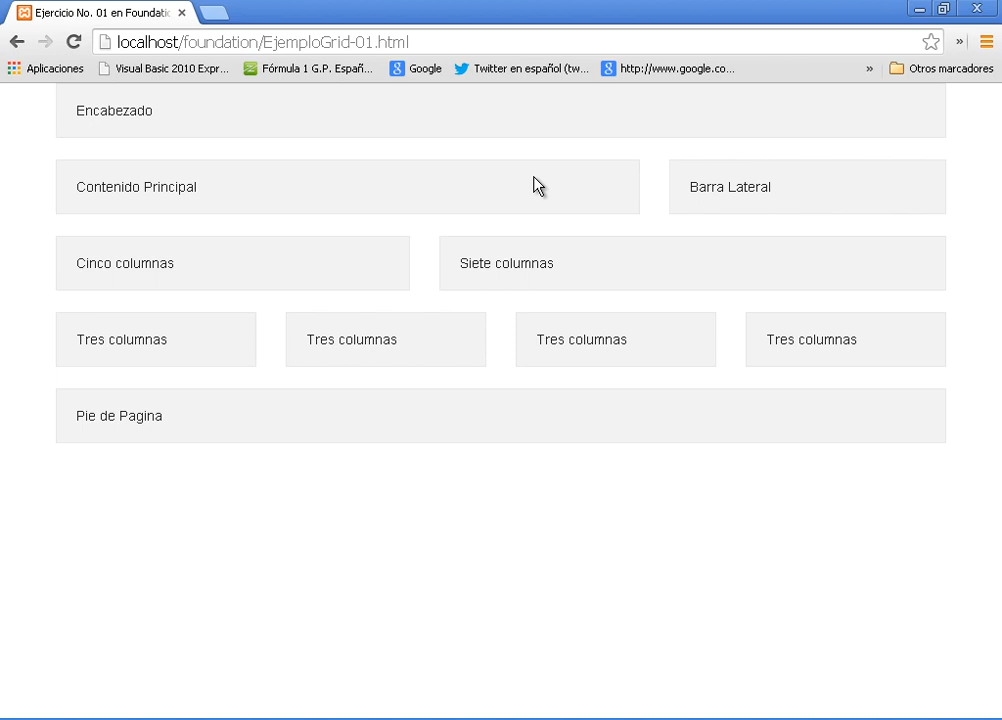 Ejercicio No. 01 en Foundatic
localhost/foundation/EjemploGrid-01.html
Aplicaciones Visual Basic 2010 Expr... Fórmula 1 G.P. Españ... Google Twitter en español (tw... http://www.google.co... » Otros marcadores
Encabezado
Contenido Principal Barra Lateral
Cinco columnas Siete columnas
Tres columnas Tres columnas Tres columnas Tres columnas
Pie de Pagina